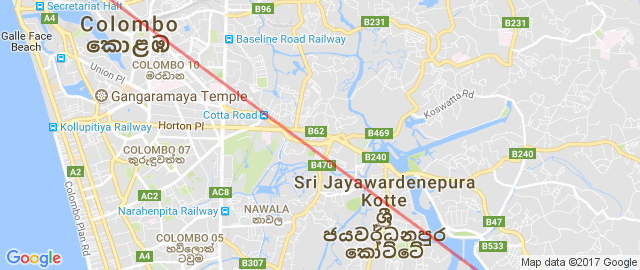 Secretariat Halt
A4
B96
B231
B231
Colombo
කොළඹ
Galle Face
Beach
Baseline Road Railway
COLOMBO 10
මරදාන
Union Pl
Gangaramaya Temple
Koswatta Rd
Cotta Road
Kollupitiya Railway
Horton Pl
B62
B469
COLOMBO 07
කුරුඳුවත්ත
B240
B240
A2
B470
AC2
AC8
Sri Jayawardenepura
Kotte
ශ්‍රී
ජයවර්ධනපුර
කෝට්ටේ
Colombo Plan Rd
Narahenpita Railway
NAWALA
නාවල
A4
COLOMBO 05
හව්ලොක්
ටවුම
B533
Google
Map data ©2017 Google